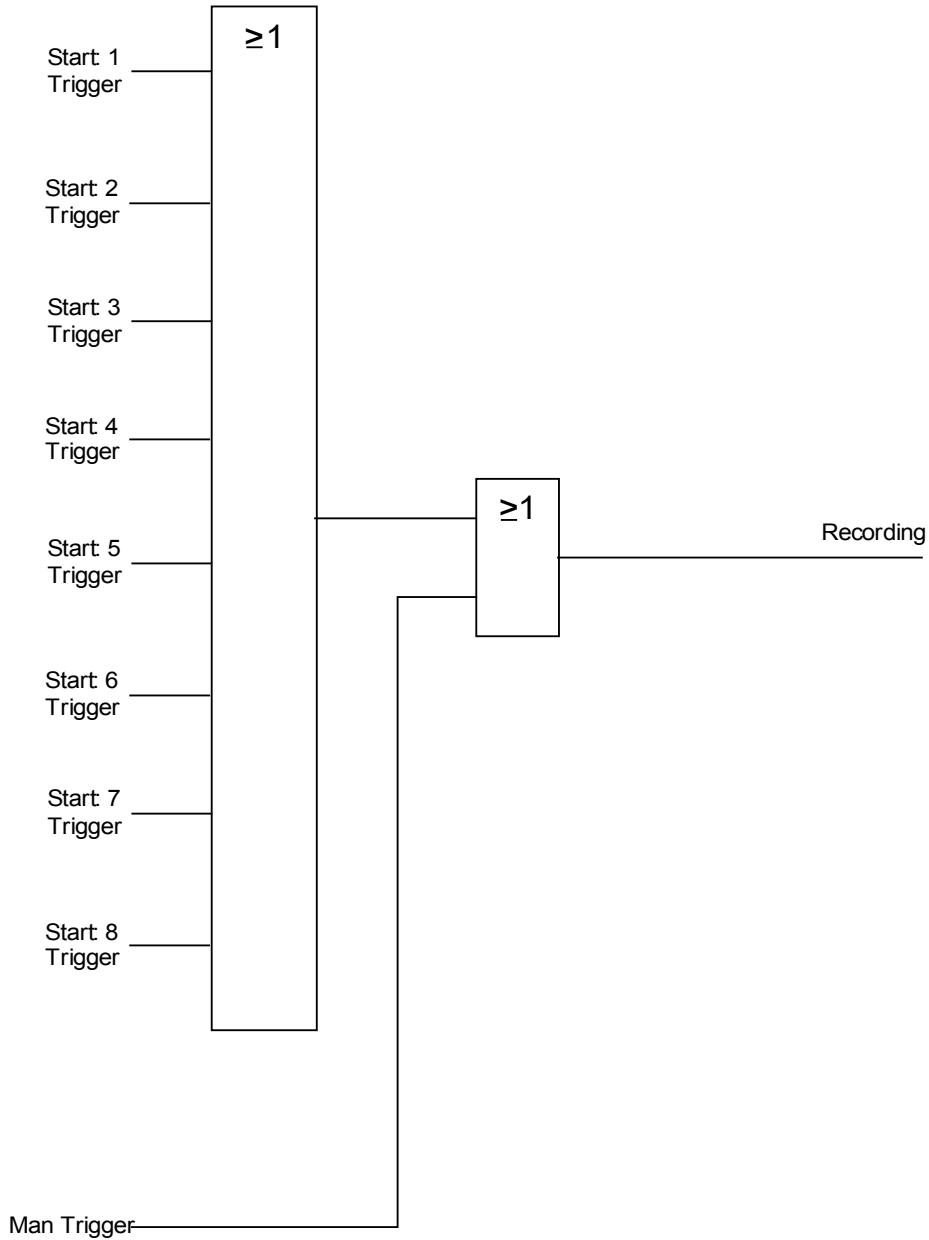 ≥1
Start: 1
Trigger
Start: 2
Trigger
Start: 3
Trigger
Start: 4
Trigger
≥1
Recording
Start: 5
Trigger
Start: 6
Trigger
Start: 7
Trigger
Start: 8
Trigger
Man Trigger